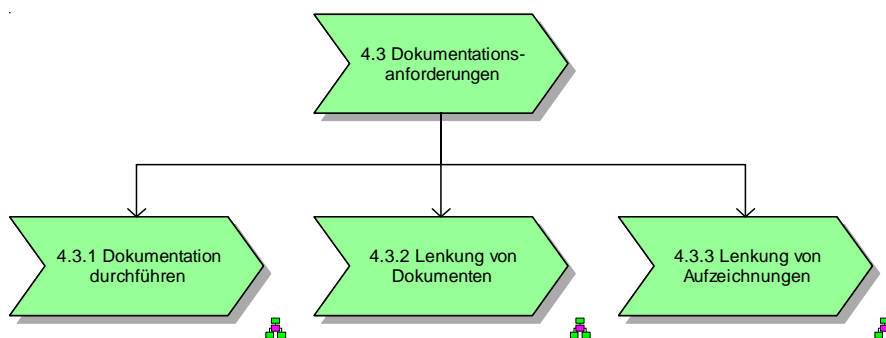 4.3 Dokumentations-
anforderungen
4.3.1 Dokumentation
durchführen
4.3.2 Lenkung von
Dokumenten
4.3.3 Lenkung von
Aufzeichnungen